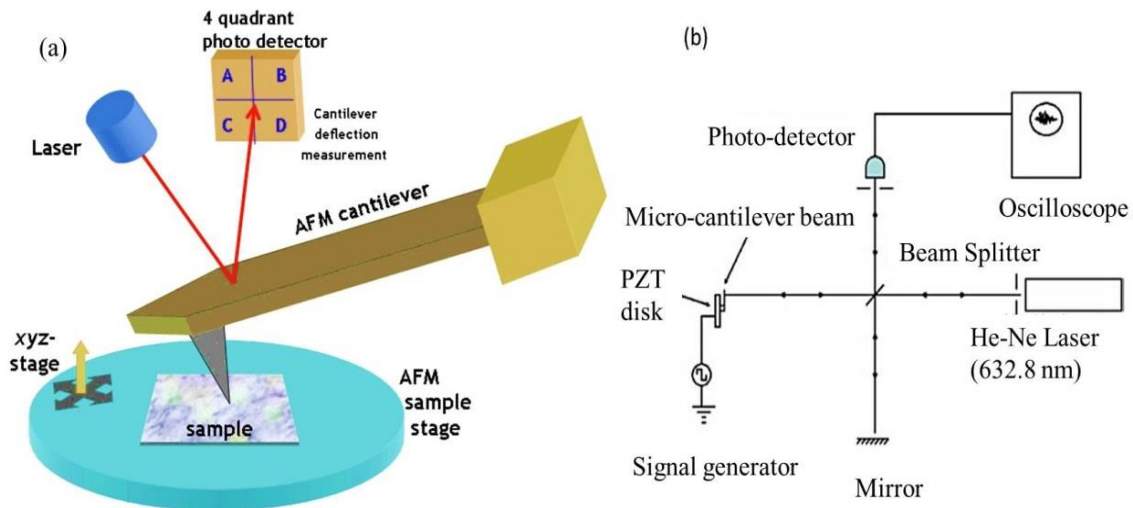 (a)
4 quadrant
photo detector
A B
C D
Cantilever
deflection
measurement
Laser
AFM cantilever
xyz-
stage
AFM
sample
stage
sample
(b)
Photo-detector
Oscilloscope
Micro-cantilever beam
Beam Splitter
PZT
disk
He-Ne Laser
(632.8 nm)
Signal generator
Mirror